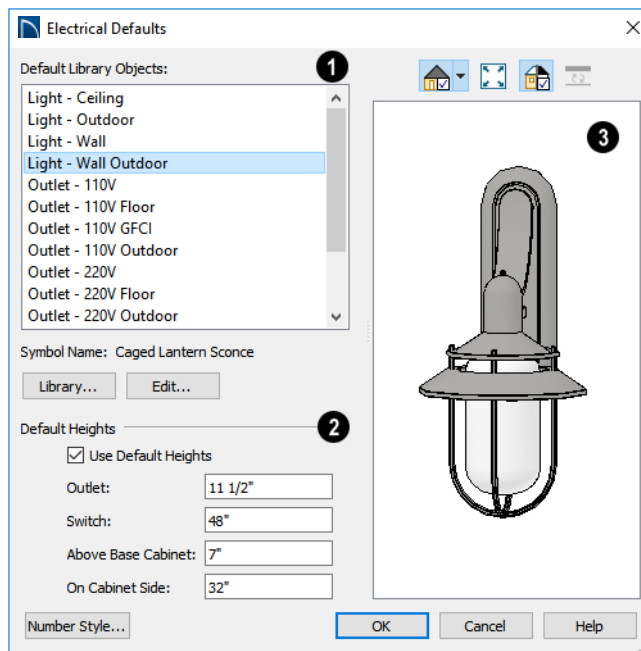 Electrical Defaults
Default Library Objects:
1
Light - Ceiling
Light - Outdoor
Light - Wall
Light - Wall Outdoor
Outlet - 110V
Outlet - 110V Floor
Outlet - 110V GFCI
Outlet - 110V Outdoor
Outlet - 220V
Outlet - 220V Floor
Outlet - 220V Outdoor
Symbol Name: Caged Lantern Sconce
Library...
Edit...
Default Heights
2
Use Default Heights
Outlet: 11 1/2"
Switch: 48"
Above Base Cabinet: 7"
On Cabinet Side: 32"
3
Number Style...
OK
Cancel
Help